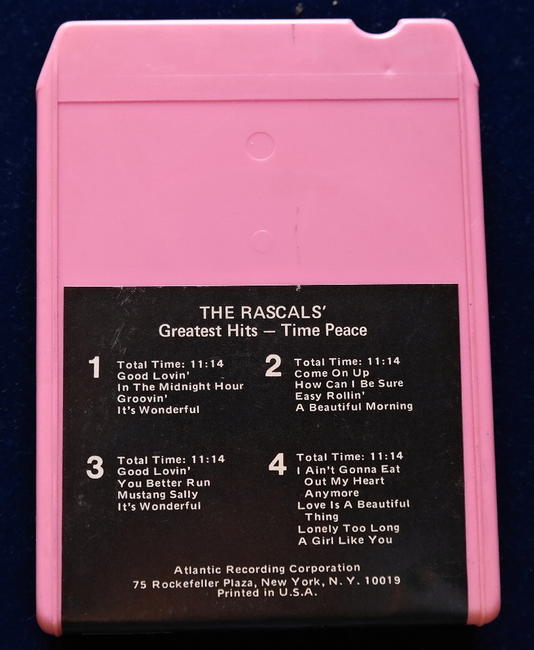 THE RASCALS'
Greatest Hits — Time Peace
1
Total Time: 11:14
Good Lovin'
In The Midnight Hour
Groovin'
It's Wonderful
2
Total Time: 11:14
Come On Up
How Can I Be Sure
Easy Rollin'
A Beautiful Morning
3
Total Time: 11:14
Good Lovin'
You Better Run
Mustang Sally
It's Wonderful
4
Total Time: 11:14
I Ain't Gonna Eat
Out My Heart
Anymore
Love Is A Beautiful
Thing
Lonely Too Long
A Girl Like You
Atlantic Recording Corporation
75 Rockefeller Plaza, New York, N. Y. 10019
Printed in U.S.A.